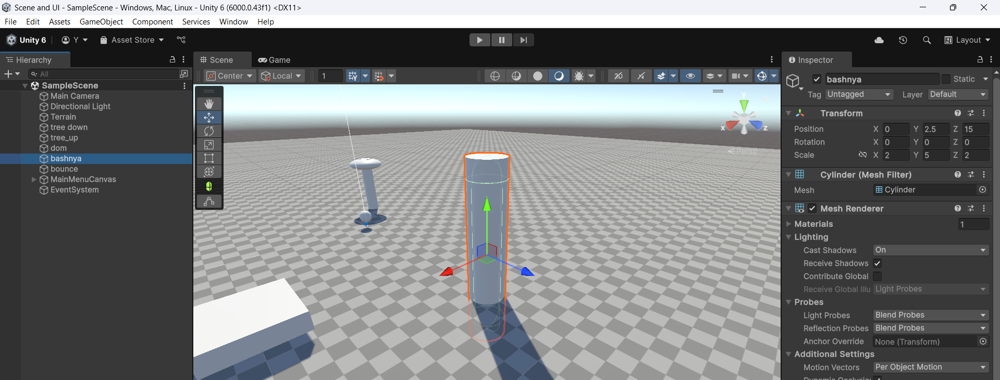 Scene and UI - SampleScene - Windows, Mac, Linux - Unity 6 (6000.0.43f1) <DX11>
File Edit Assets GameObject Component Services Window Help
Unity 6 Y Asset Store Layout
Hierarchy
All
SampleScene
Main Camera
Directional Light
Terrain
tree down
tree_up
dom
bashnya
bounce
MainMenuCanvas
EventSystem
Scene Game
Center Local 1 2D
y
x z
Persp
Inspector
bashnya Static
Tag Untagged Layer Default
Transform
Position X 0 Y 2.5 Z 15
Rotation X 0 Y 0 Z 0
Scale X 2 Y 5 Z 2
Cylinder (Mesh Filter)
Mesh Cylinder
Mesh Renderer
Materials 1
Lighting
Cast Shadows On
Receive Shadows
Contribute Global
Receive Global Illu Light Probes
Probes
Light Probes Blend Probes
Reflection Probes Blend Probes
Anchor Override None (Transform)
Additional Settings
Motion Vectors Per Object Motion